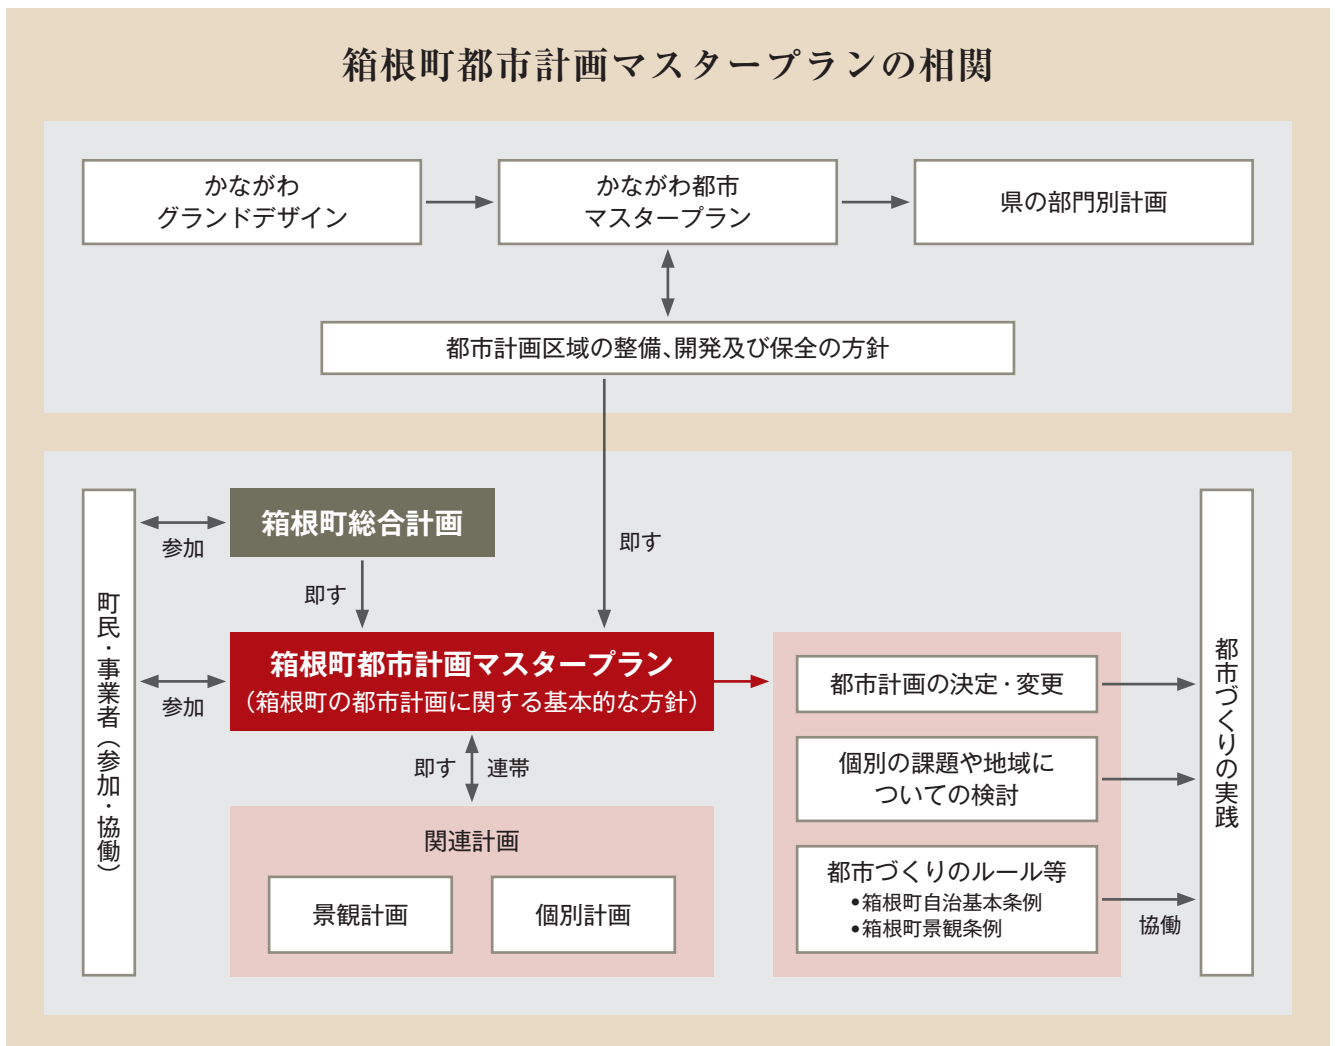 箱根町都市計画マスタープランの相関
かながわ
グランドデザイン
かながわ都市
マスタープラン
県の部門別計画
都市計画区域の整備、開発及び保全の方針
町民・事業者（参加・協働）
参加
箱根町総合計画
即す
即す
参加
箱根町都市計画マスタープラン
（箱根町の都市計画に関する基本的な方針）
即す
連帯
関連計画
景観計画
個別計画
都市計画の決定・変更
個別の課題や地域に
ついての検討
都市づくりのルール等
•箱根町自治基本条例
•箱根町景観条例
協働
都市づくりの実践